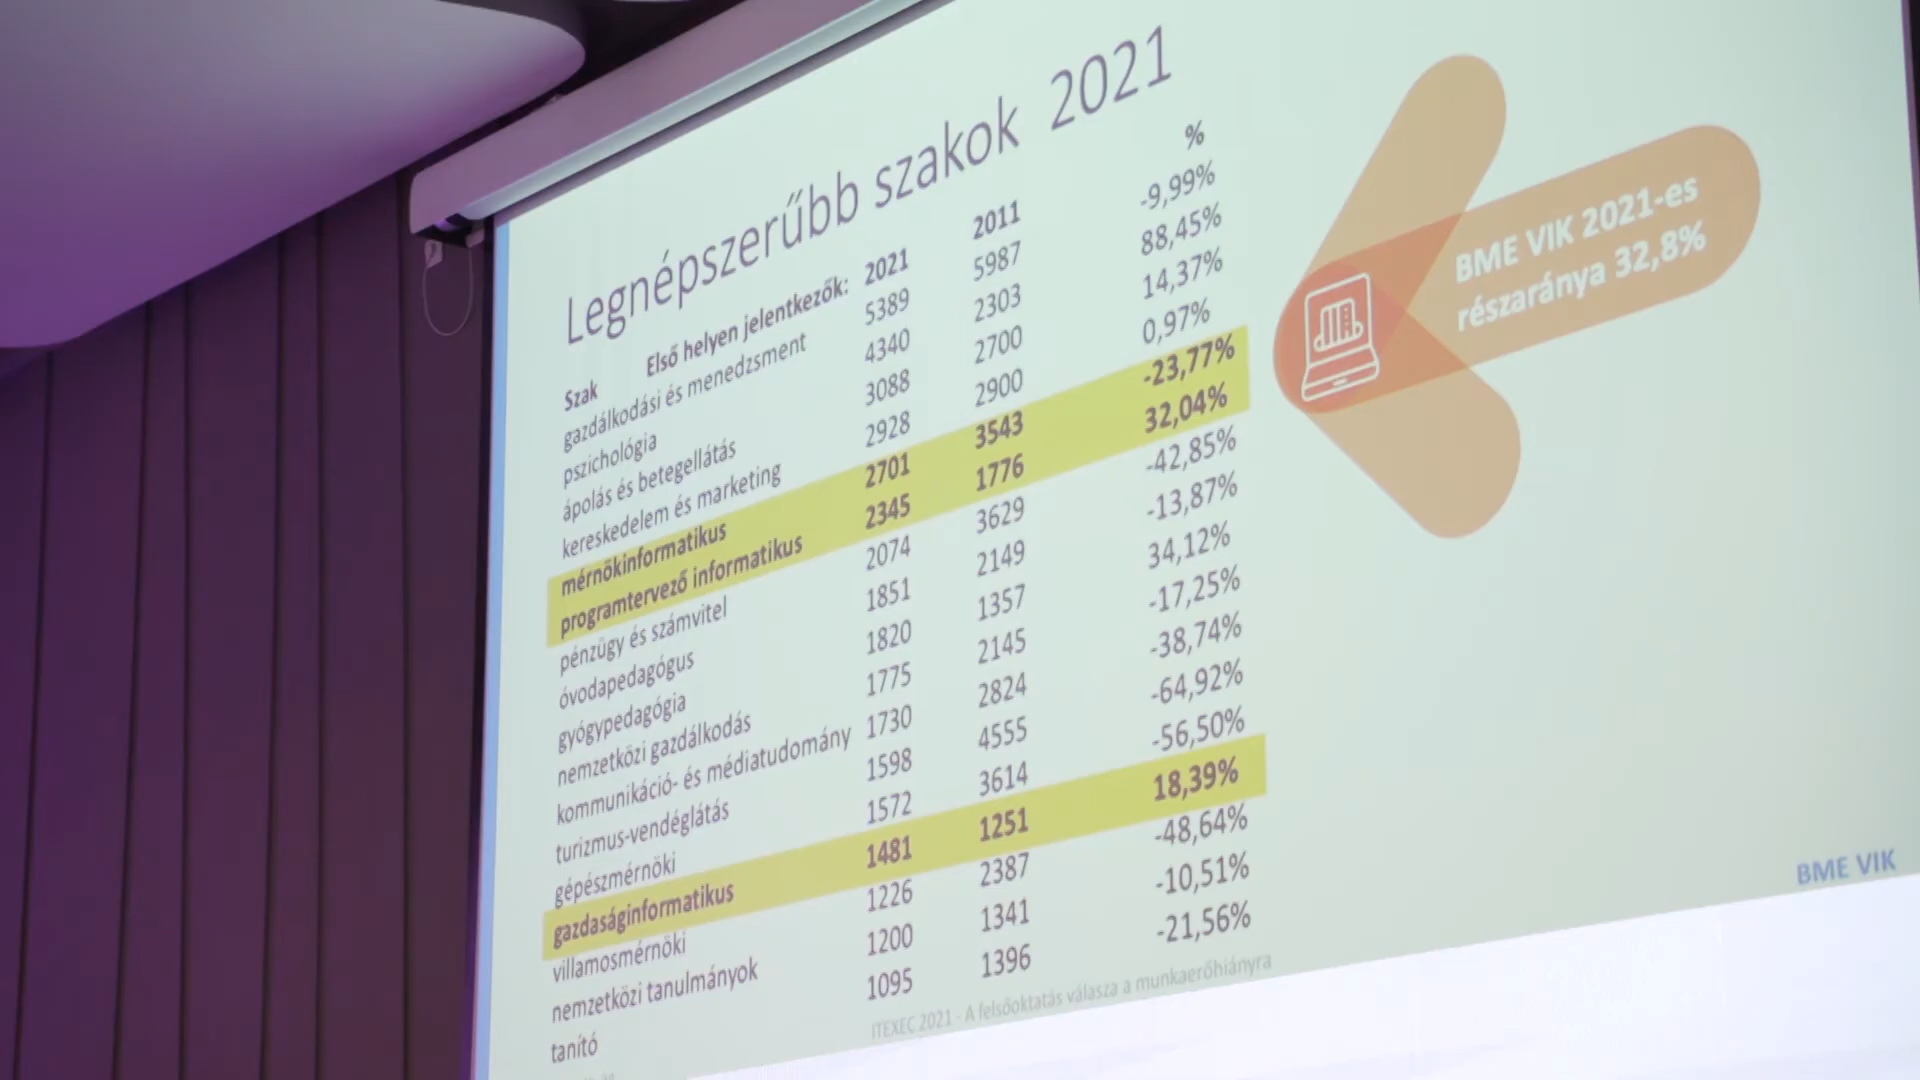 Legnépszerűbb szakok 2021
Szak Első helyen jelentkezők: 2021 2011 %
gazdálkodási és menedzsment 5389 5987 -9,99%
pszichológia 4340 2303 88,45%
ápolás és betegellátás 3088 2700 14,37%
kereskedelem és marketing 2928 2900 0,97%
mérnökinformatikus 2701 3543 -23,77%
programtervező informatikus 2345 1776 32,04%
pénzügy és számvitel 2074 3629 -42,85%
óvodapedagógus 1851 2149 -13,87%
gyógypedagógia 1820 1357 34,12%
nemzetközi gazdálkodás 1775 2145 -17,25%
kommunikáció- és médiatudomány 1730 2824 -38,74%
turizmus-vendéglátás 1598 4555 -64,92%
gépészmérnöki 1572 3614 -56,50%
gazdaságinformatikus 1481 1251 18,39%
villamosmérnöki 1226 2387 -48,64%
nemzetközi tanulmányok 1200 1341 -10,51%
tanító 1095 1396 -21,56%
BME VIK 2021-es
részaránya 32,8%
ITEXEC 2021 - A felsőoktatás válasza a munkaerőhiányra
BME VIK